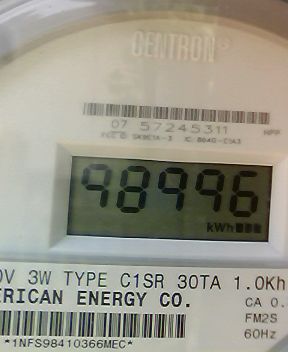 CENTRON®
07 57245311
98996
kWh
0V 3W TYPE C1SR 30TA 1.0Kh
ERICAN ENERGY CO.
CA 0.
FM2S
60Hz
*1NFS98410366MEC*